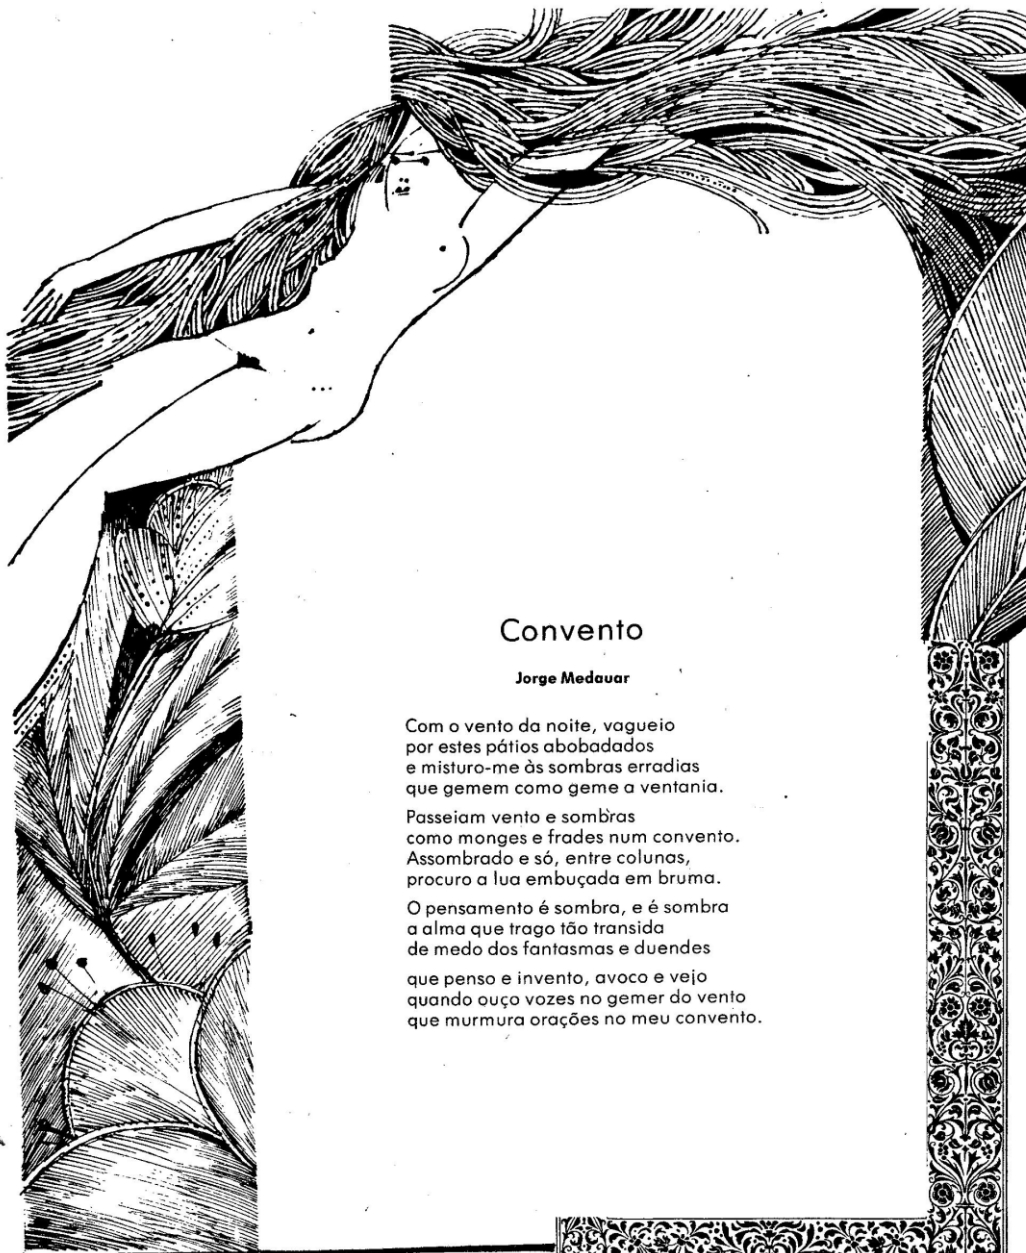 Convento
Jorge Medauar
Com o vento da noite, vagueio
por estes pátios abobadados
e misturo-me às sombras erradias
que gemem como geme a ventania.
Passeiam vento e sombras
como monges e frades num convento.
Assombrado e só, entre colunas,
procuro a lua embuçada em bruma.
O pensamento é sombra, e é sombra
a alma que trago tão transida
de medo dos fantasmas e duendes
que penso e invento, avoco e vejo
quando ouço vozes no gemer do vento
que murmura orações no meu convento.